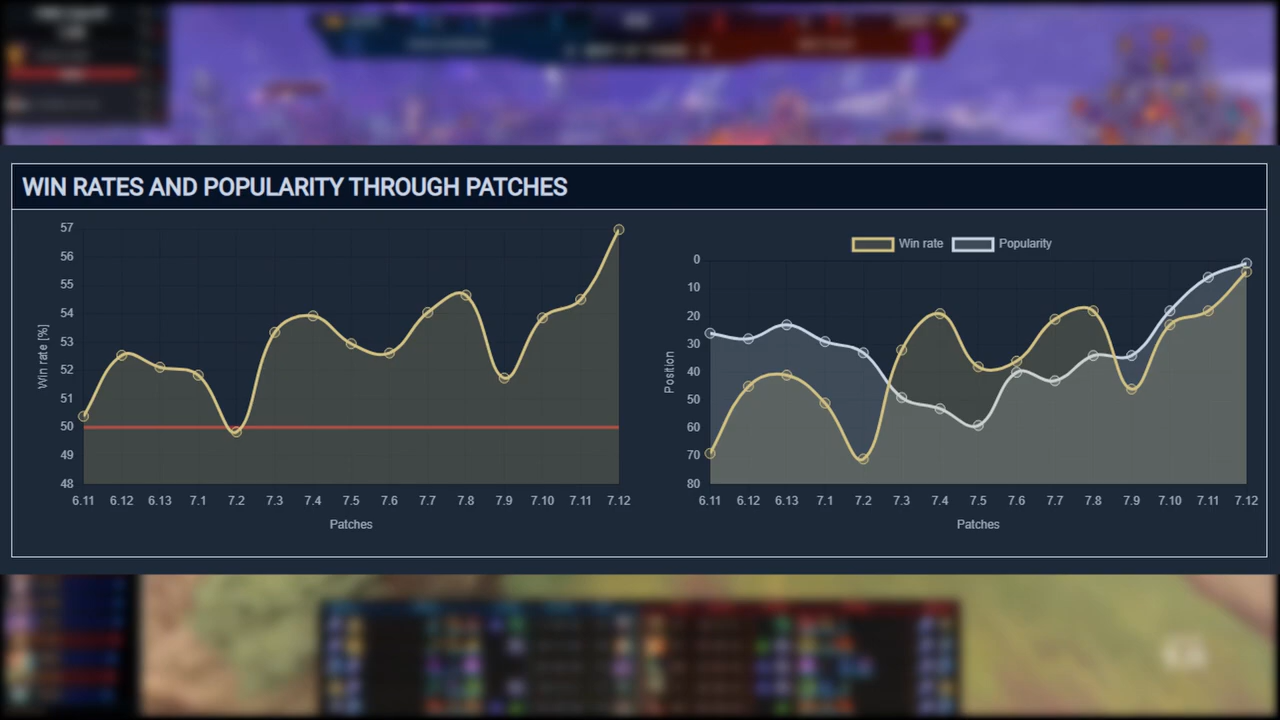 WIN RATES AND POPULARITY THROUGH PATCHES
57
56
55
54
53
52
51
50
49
48
Win rate [%]
6.11 6.12 6.13 7.1 7.2 7.3 7.4 7.5 7.6 7.7 7.8 7.9 7.10 7.11 7.12
Patches
Win rate Popularity
0
10
20
30
40
50
60
70
80
Position
6.11 6.12 6.13 7.1 7.2 7.3 7.4 7.5 7.6 7.7 7.8 7.9 7.10 7.11 7.12
Patches